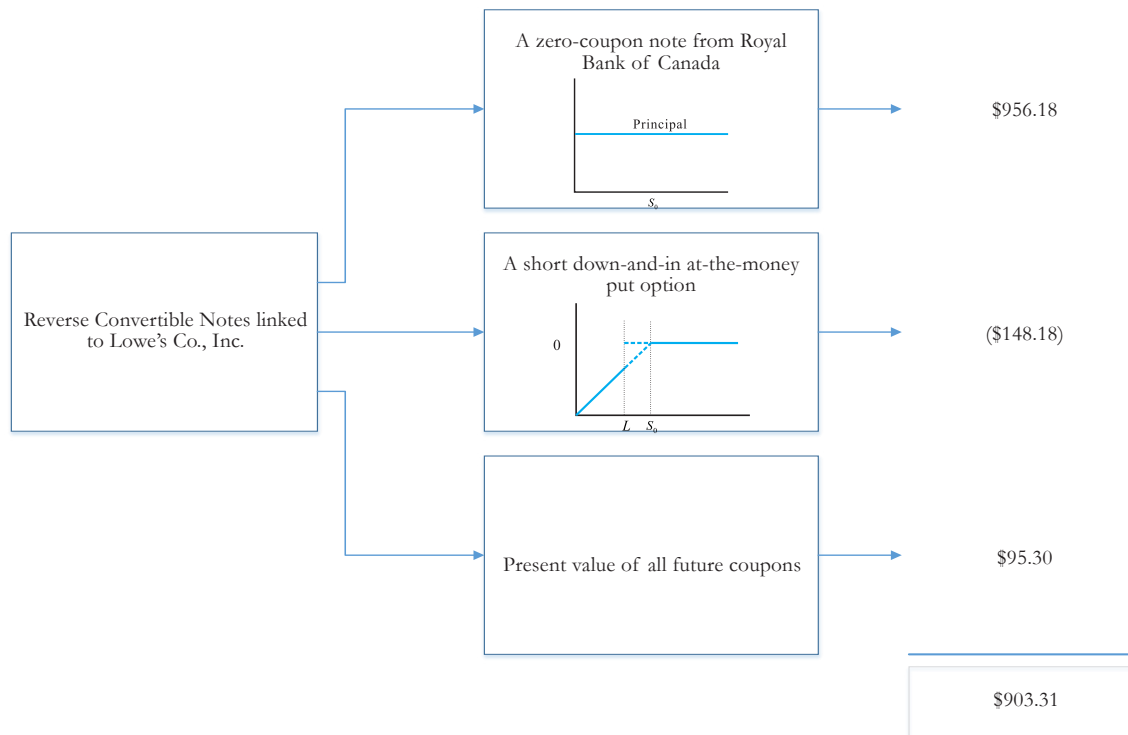 A zero-coupon note from Royal
Bank of Canada
Principal
S₀
$956.18
Reverse Convertible Notes linked
to Lowe's Co., Inc.
A short down-and-in at-the-money
put option
0
L S₀
($148.18)
Present value of all future coupons
$95.30
$903.31